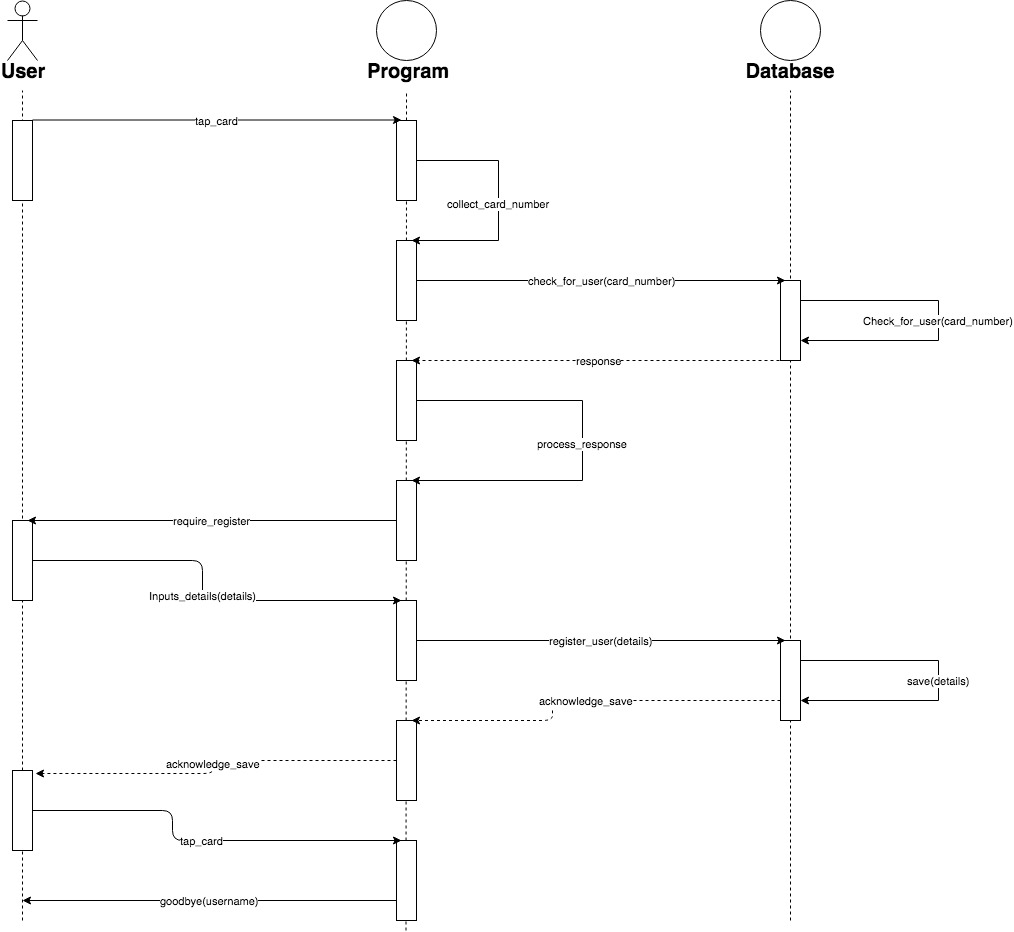 User
Program
Database
tap_card
collect_card_number
check_for_user(card_number)
Check_for_user(card_number)
response
process_response
require_register
Inputs_details(details)
register_user(details)
save(details)
acknowledge_save
acknowledge_save
tap_card
goodbye(username)